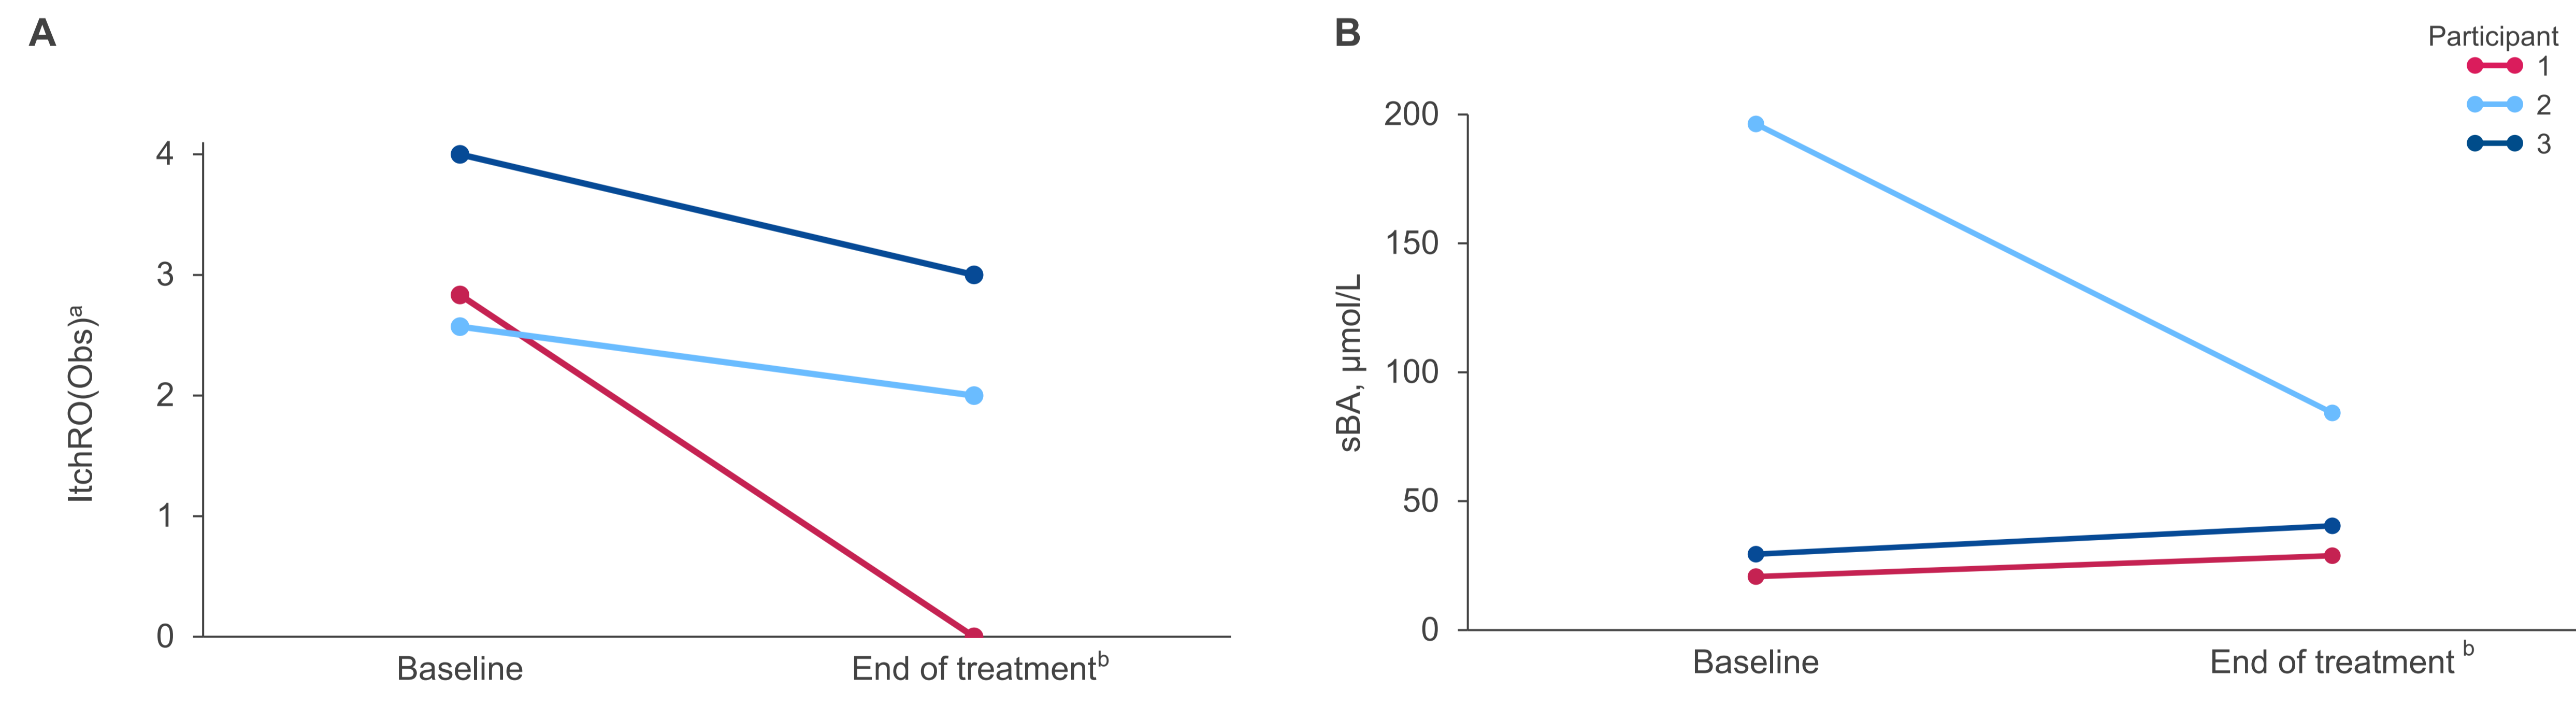 A
4
3
2
1
0
ItchRO(Obs)ᵃ
Baseline
End of treatmentᵇ
B
Participant
1
2
3
200
150
100
50
0
sBA, µmol/L
Baseline
End of treatment ᵇ